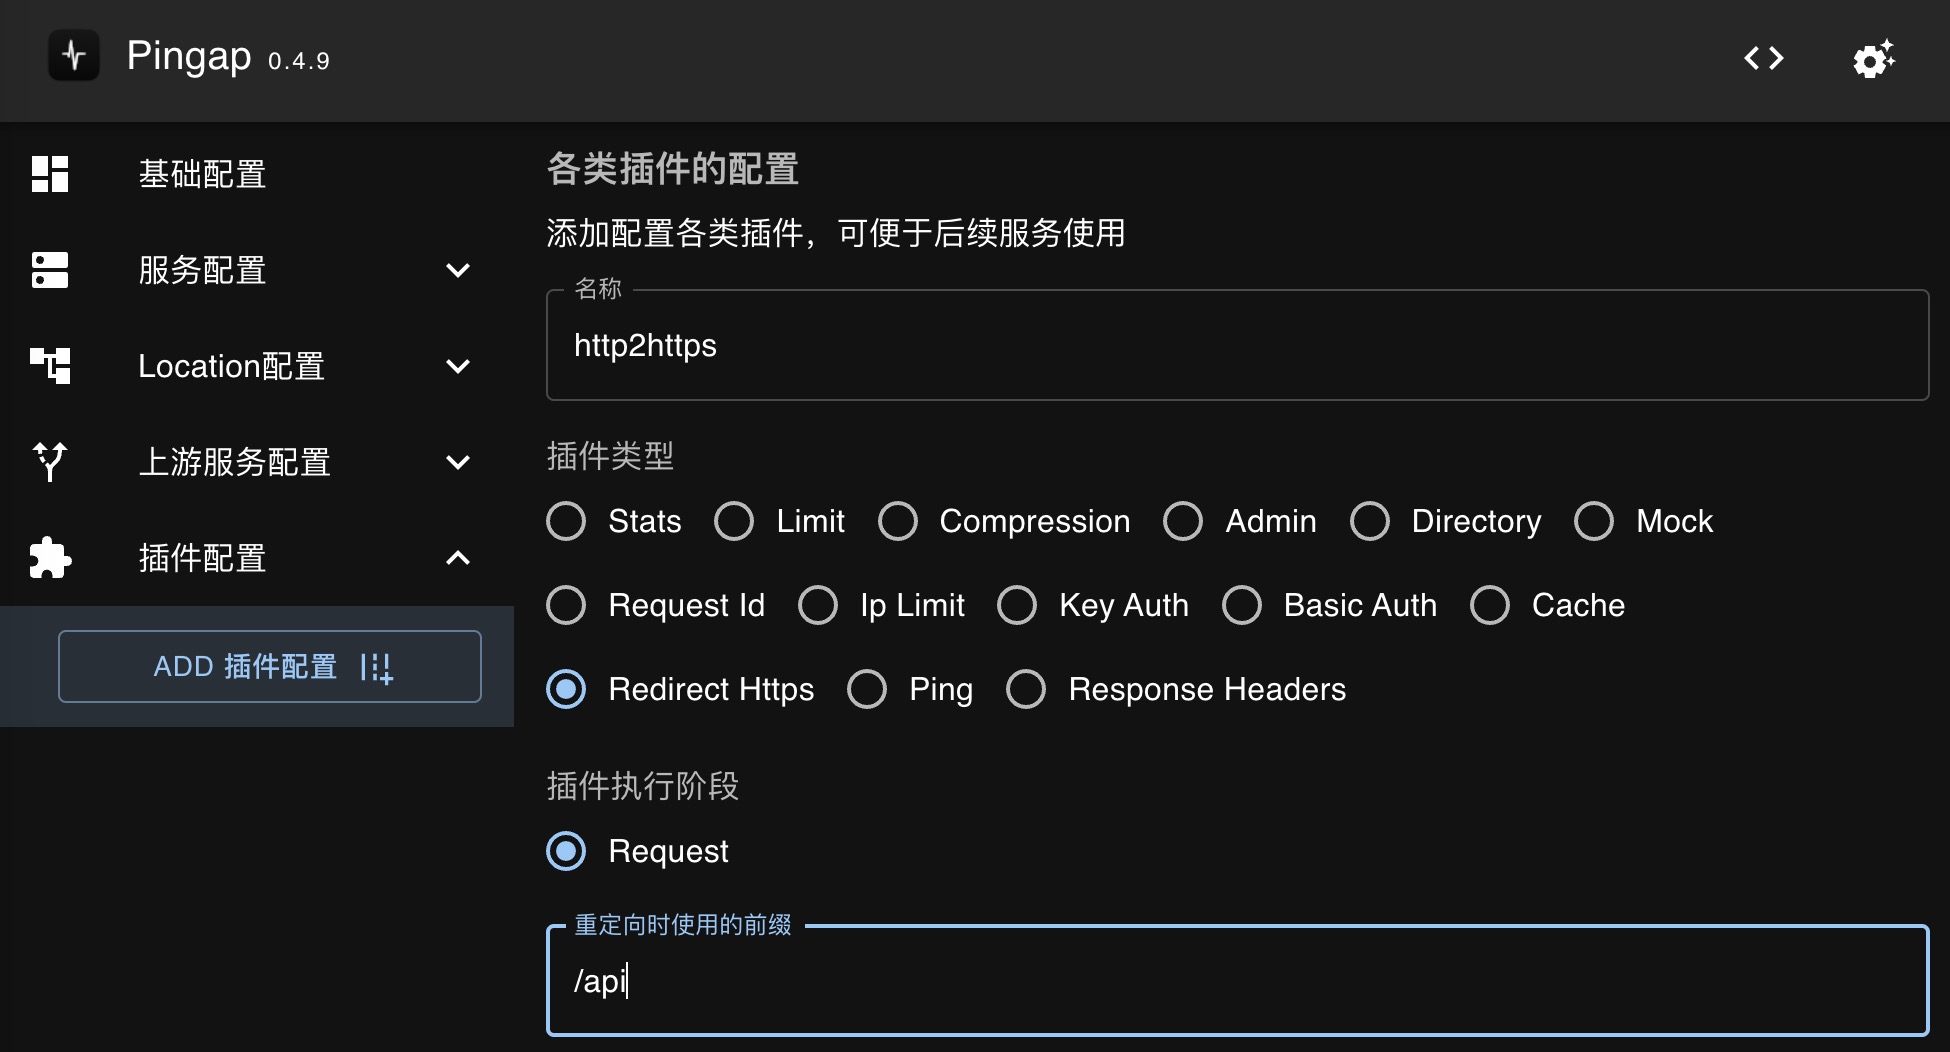 Pingap 0.4.9
基础配置
服务配置
Location配置
上游服务配置
插件配置
ADD 插件配置
各类插件的配置
添加配置各类插件，可便于后续服务使用
名称
http2https
插件类型
Stats Limit Compression Admin Directory Mock
Request Id Ip Limit Key Auth Basic Auth Cache
Redirect Https Ping Response Headers
插件执行阶段
Request
重定向时使用的前缀
/api